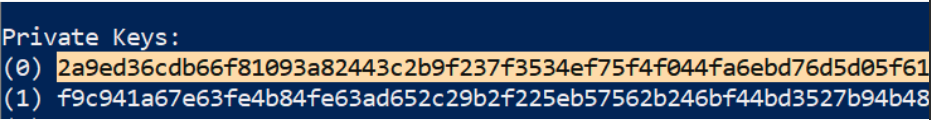 Private Keys:
(0) 2a9ed36cdb66f81093a82443c2b9f237f3534ef75f4f044fa6ebd76d5d05f61
(1) f9c941a67e63fe4b84fe63ad652c29b2f225eb57562b246bf44bd3527b94b48